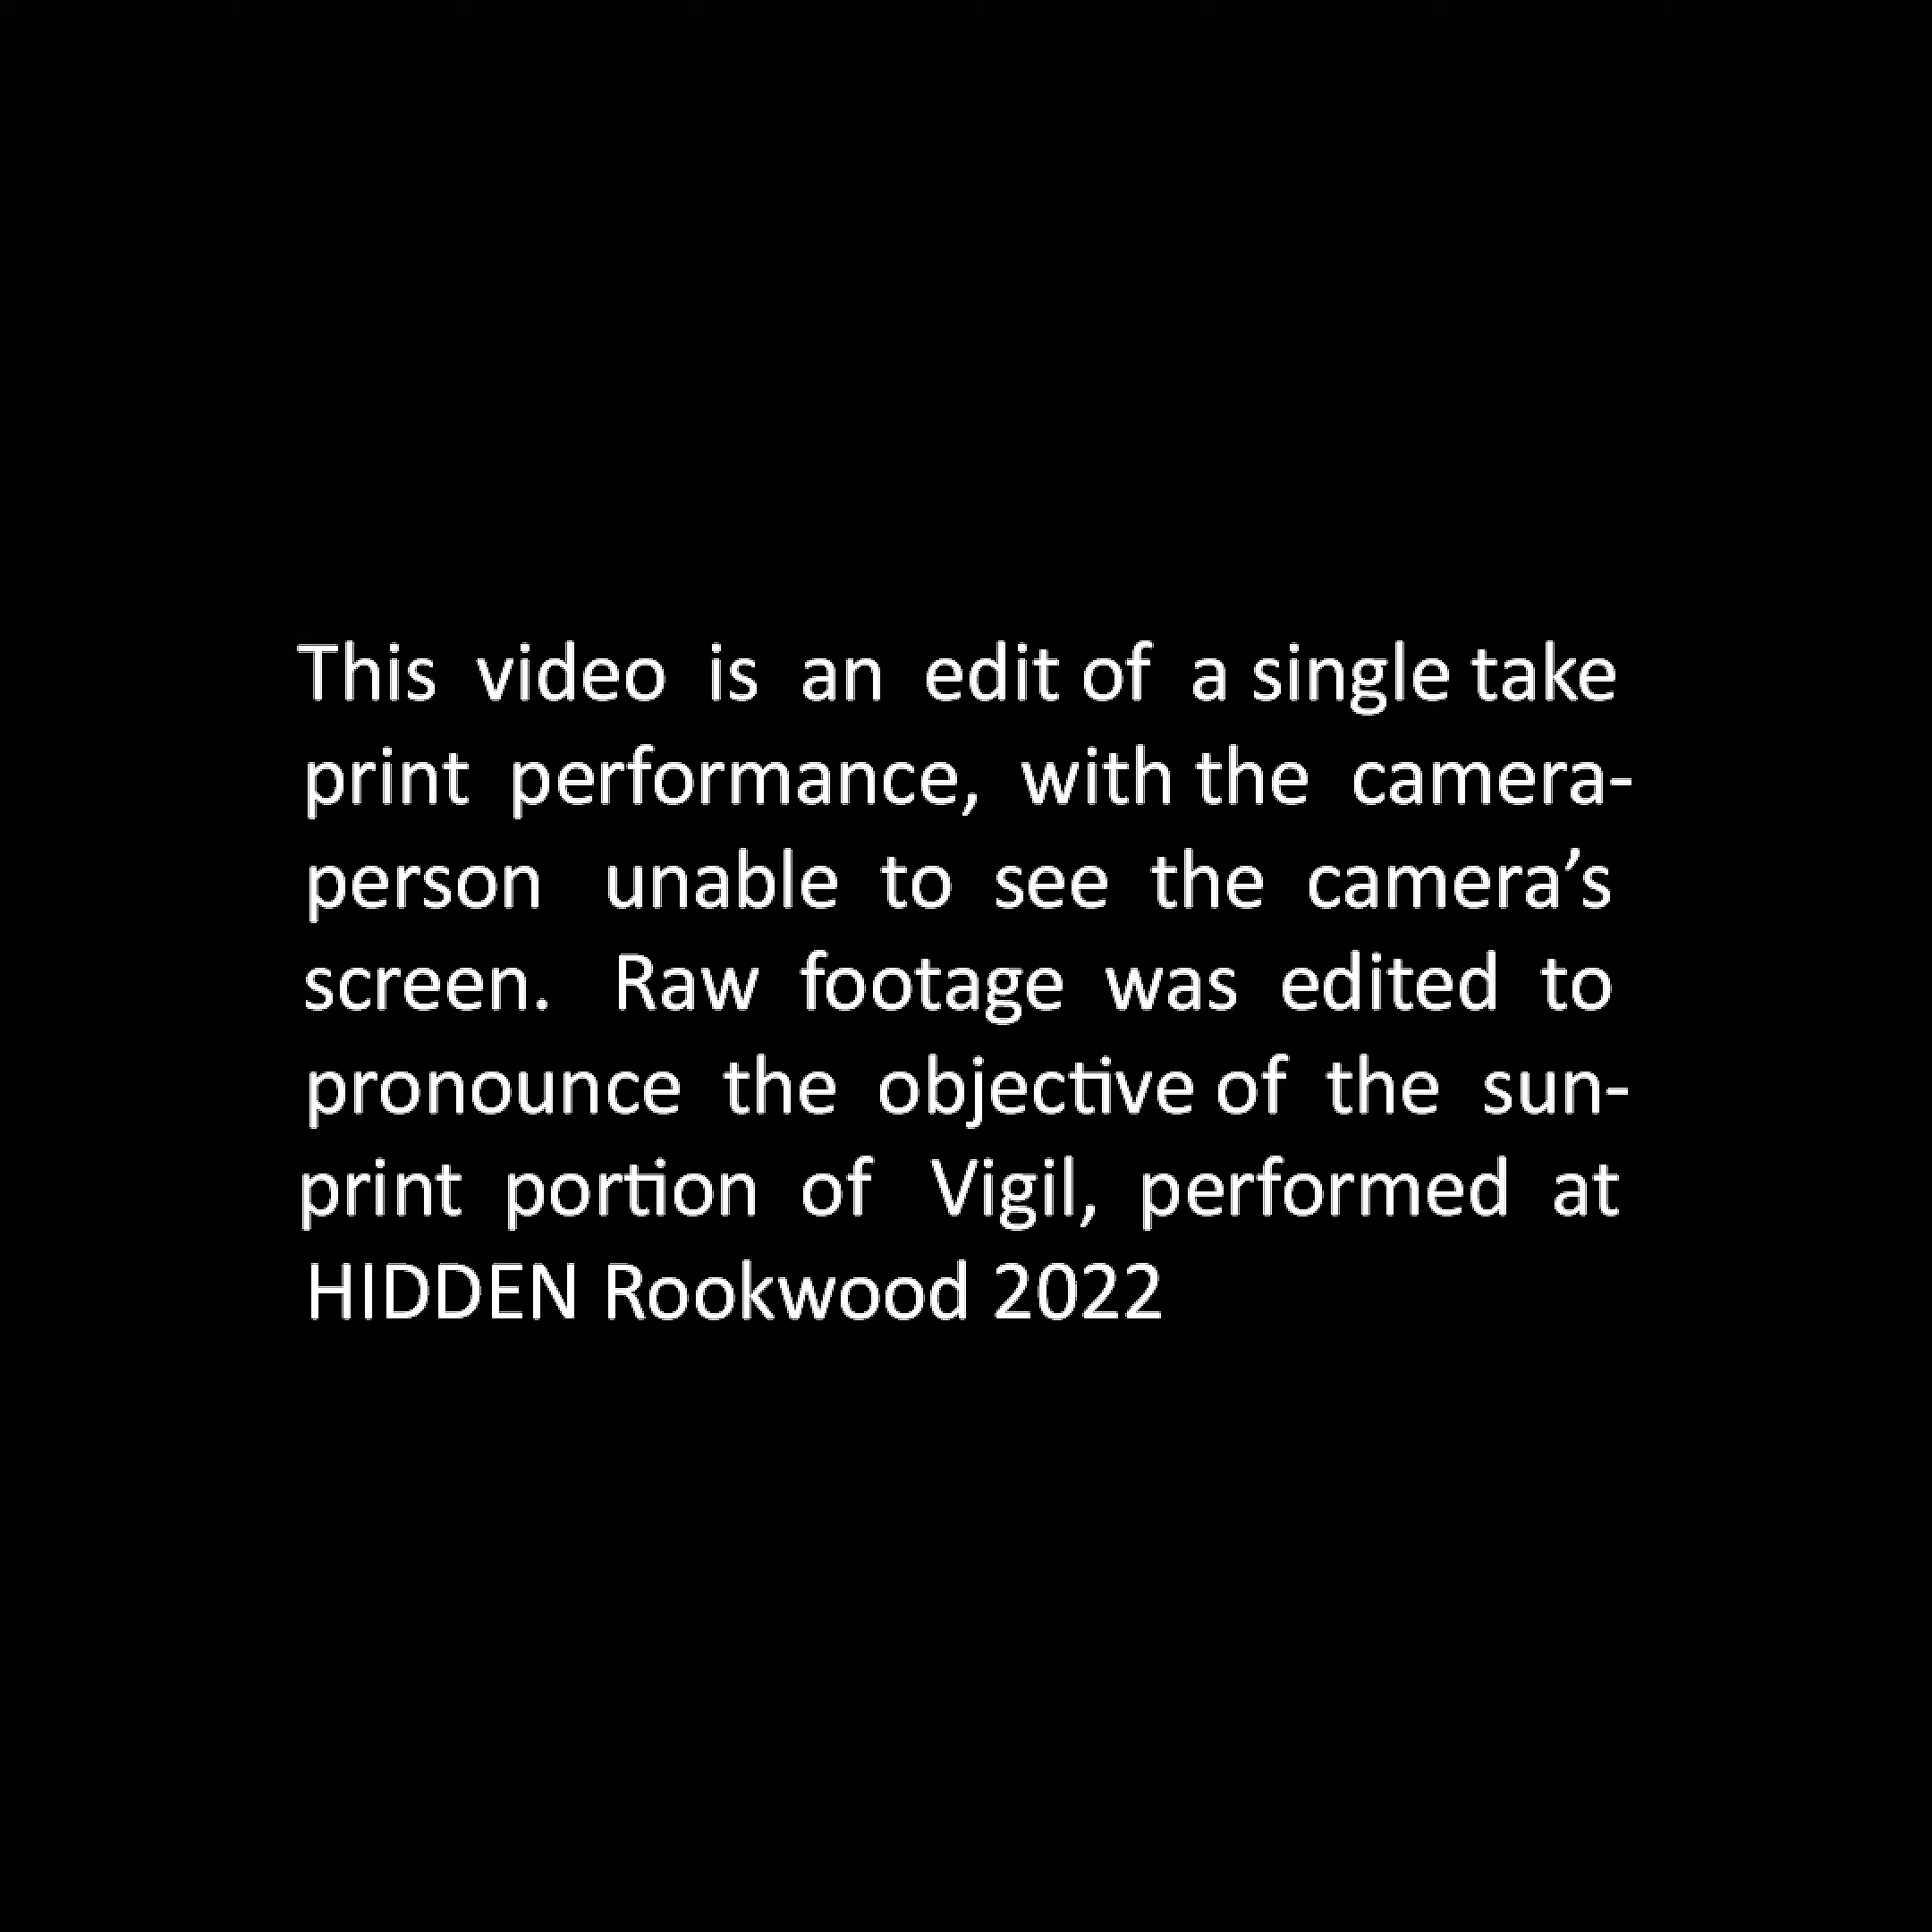 This video is an edit of a single take
print performance, with the camera-
person unable to see the camera’s
screen. Raw footage was edited to
pronounce the objective of the sun-
print portion of Vigil, performed at
HIDDEN Rookwood 2022